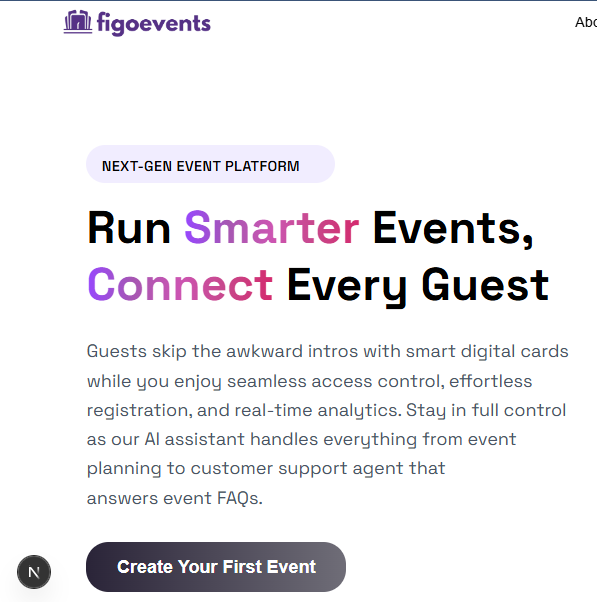 figoevents
Abo
NEXT-GEN EVENT PLATFORM
Run Smarter Events,
Connect Every Guest
Guests skip the awkward intros with smart digital cards
while you enjoy seamless access control, effortless
registration, and real-time analytics. Stay in full control
as our AI assistant handles everything from event
planning to customer support agent that
answers event FAQs.
N
Create Your First Event